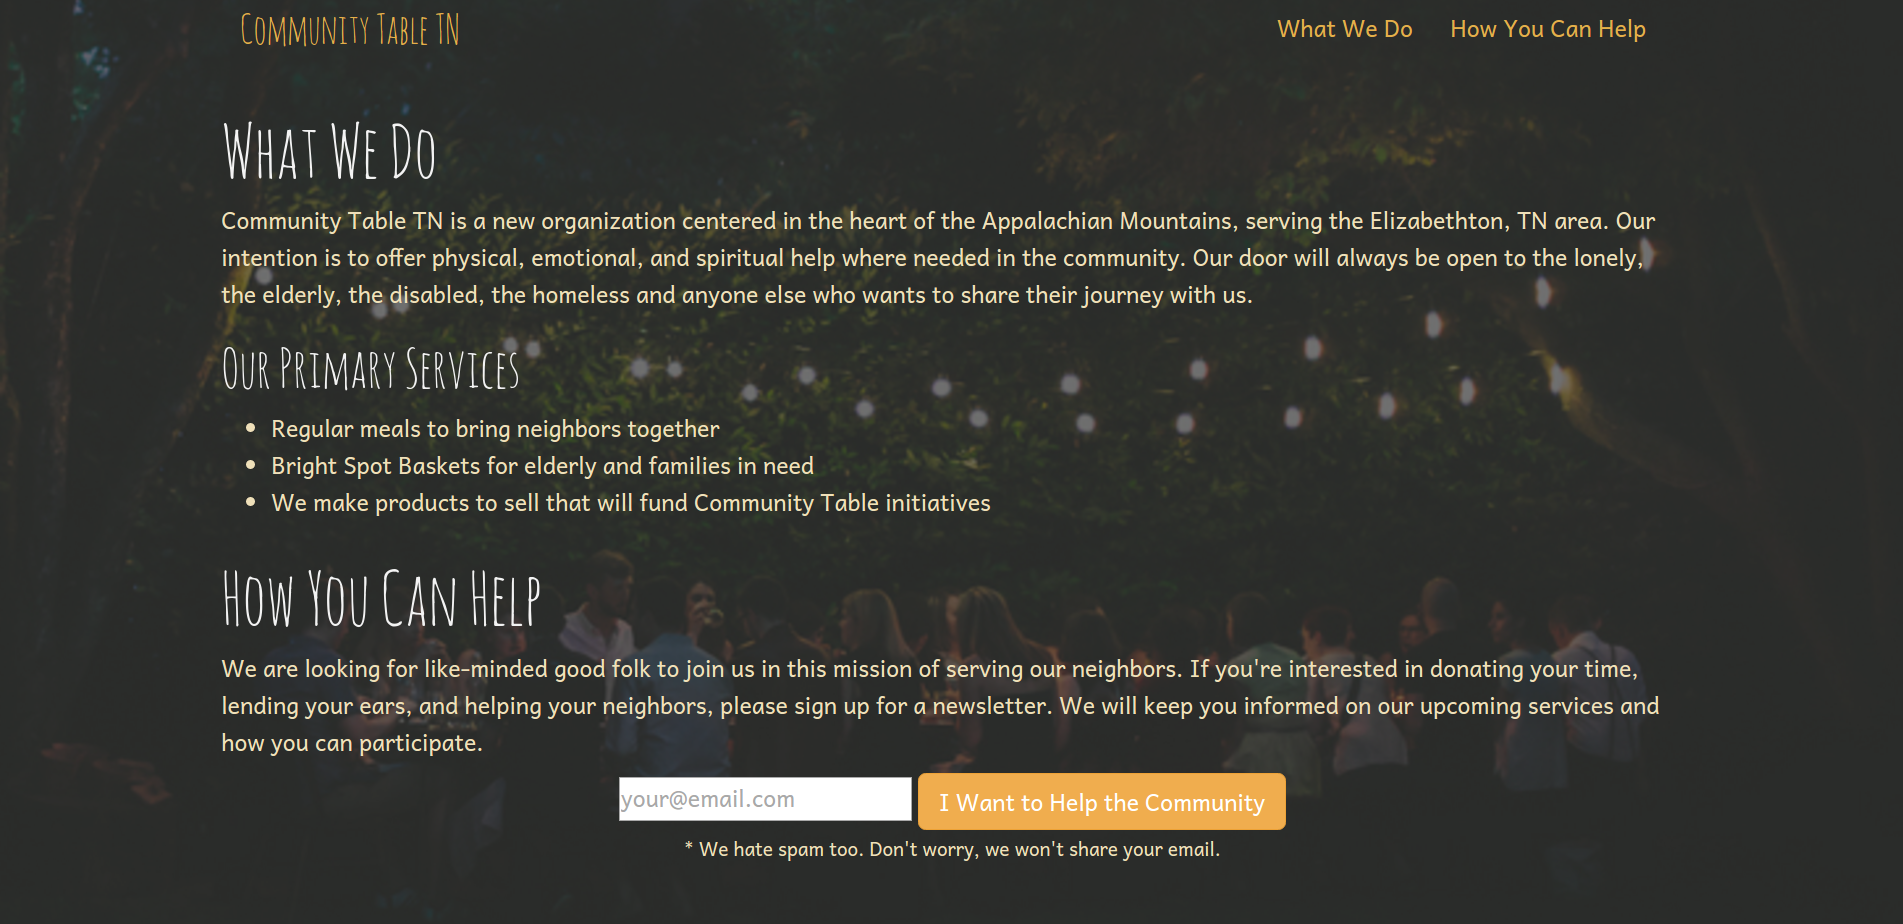 Community Table TN
What We Do
How You Can Help
What We Do
Community Table TN is a new organization centered in the heart of the Appalachian Mountains, serving the Elizabethton, TN area. Our
intention is to offer physical, emotional, and spiritual help where needed in the community. Our door will always be open to the lonely,
the elderly, the disabled, the homeless and anyone else who wants to share their journey with us.
Our Primary Services
• Regular meals to bring neighbors together
• Bright Spot Baskets for elderly and families in need
• We make products to sell that will fund Community Table initiatives
How You Can Help
We are looking for like-minded good folk to join us in this mission of serving our neighbors. If you're interested in donating your time,
lending your ears, and helping your neighbors, please sign up for a newsletter. We will keep you informed on our upcoming services and
how you can participate.
your@email.com
I Want to Help the Community
* We hate spam too. Don't worry, we won't share your email.